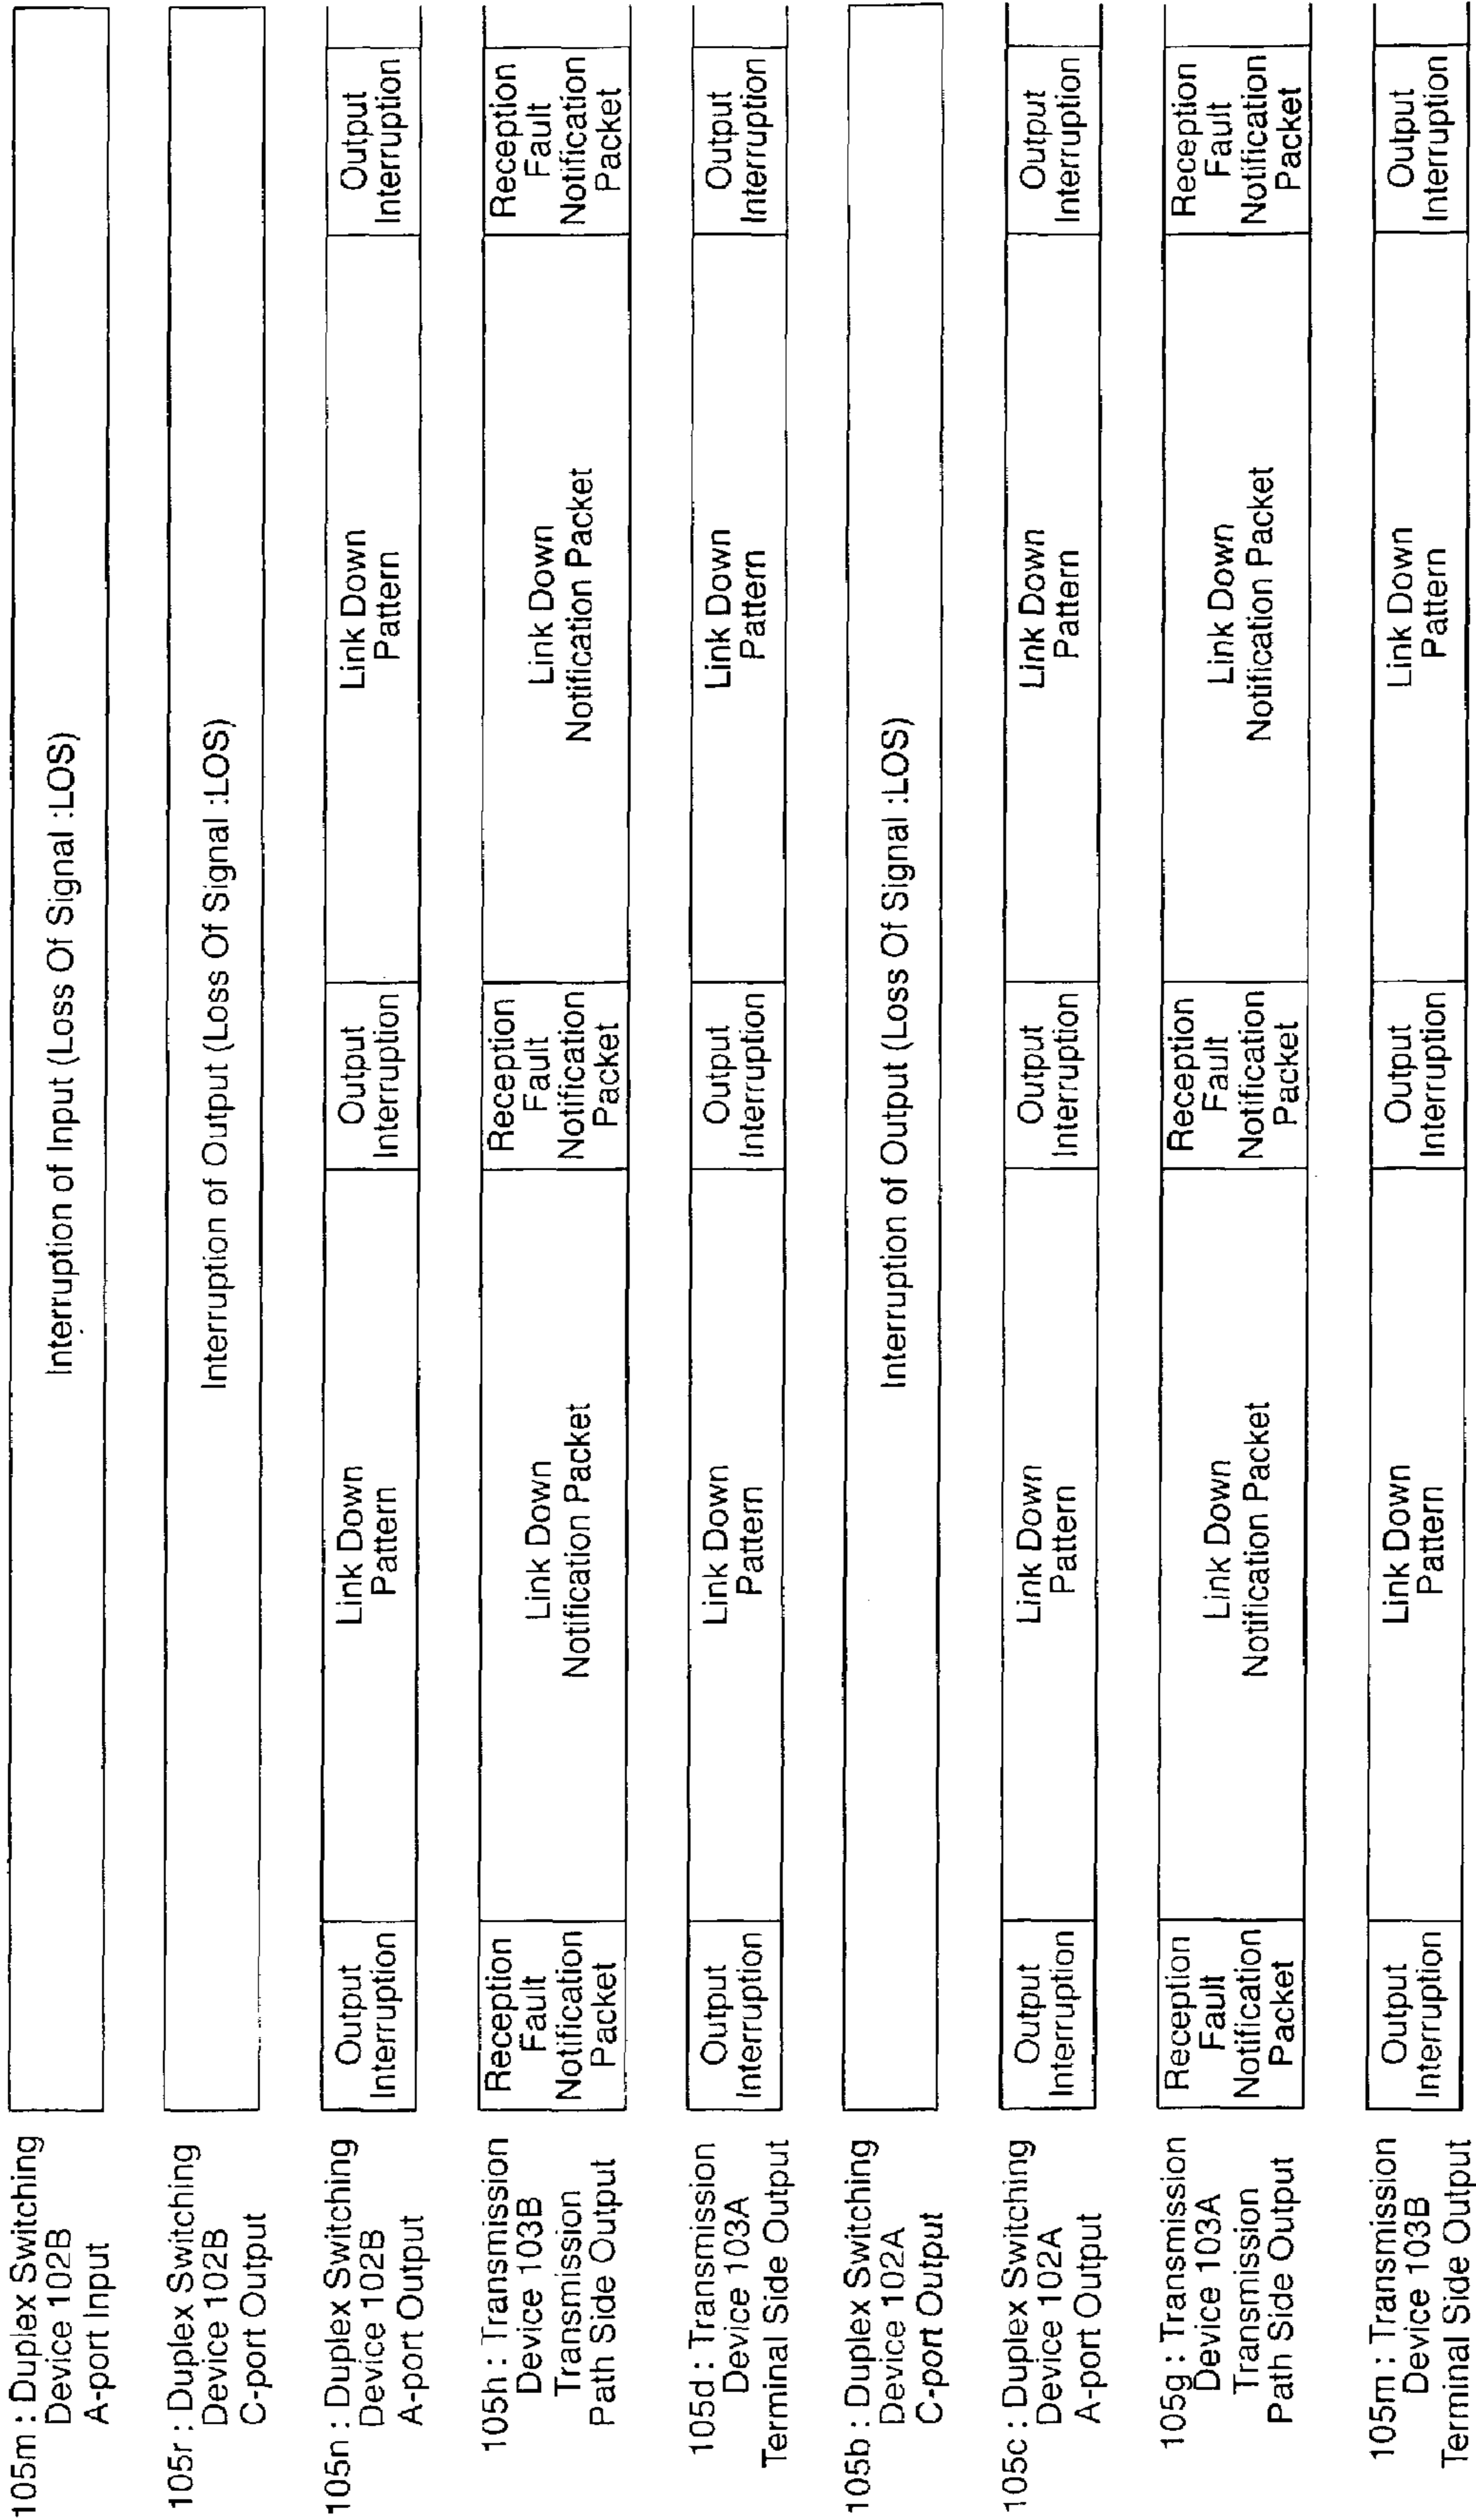 105m : Duplex Switching
Device 102B
A-port Input
Interruption of Input (Loss Of Signal :LOS)
105r : Duplex Switching
Device 102B
C-port Output
Interruption of Output (Loss Of Signal :LOS)
105n : Duplex Switching
Device 102B
A-port Output
Output
Interruption
Link Down
Pattern
Output
Interruption
Link Down
Pattern
Output
Interruption
105h : Transmission
Device 103B
Transmission
Path Side Output
Reception
Fault
Notification
Packet
Link Down
Notification Packet
Reception
Fault
Notification
Packet
Link Down
Notification Packet
Reception
Fault
Notification
Packet
105d : Transmission
Device 103A
Terminal Side Output
Output
Interruption
Link Down
Pattern
Output
Interruption
Link Down
Pattern
Output
Interruption
105b : Duplex Switching
Device 102A
C-port Output
Interruption of Output (Loss Of Signal :LOS)
105c : Duplex Switching
Device 102A
A-port Output
Output
Interruption
Link Down
Pattern
Output
Interruption
Link Down
Pattern
Output
Interruption
105g : Transmission
Device 103A
Transmission
Path Side Output
Reception
Fault
Notification
Packet
Link Down
Notification Packet
Reception
Fault
Notification
Packet
Link Down
Notification Packet
Reception
Fault
Notification
Packet
105m : Transmission
Device 103B
Terminal Side Output
Output
Interruption
Link Down
Pattern
Output
Interruption
Link Down
Pattern
Output
Interruption